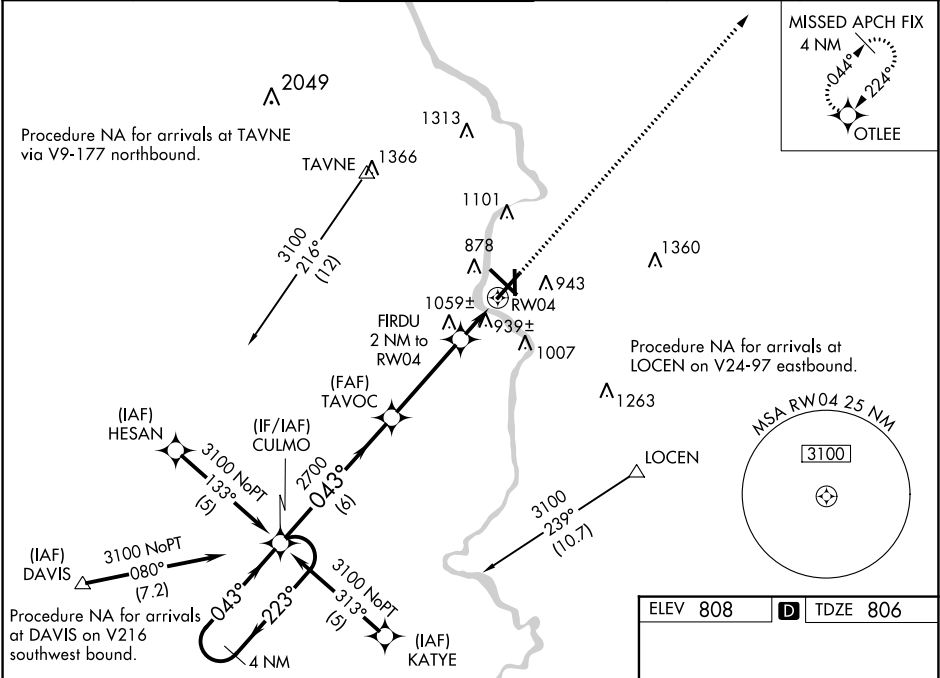 MISSED APCH FIX
4 NM
044°
224°
OTLEE
2049
Procedure NA for arrivals at TAVNE
via V9-177 northbound.
1313
TAVNE
1366
3100
216°
(12)
1101
878
1360
943
RW04
1059±
939±
FIRDU
2 NM to
RW04
1007
Procedure NA for arrivals at
LOCEN on V24-97 eastbound.
(FAF)
TAVOC
1263
(IAF)
HESAN
(IF/IAF)
CULMO
MSA RW04 25 NM
3100
3100 NoPT
133°
(5)
2700
043°
(6)
LOCEN
3100
239°
(10.7)
(IAF)
DAVIS
3100 NoPT
080°
(7.2)
3100 NoPT
313°
(5)
043°
223°
Procedure NA for arrivals
at DAVIS on V216
southwest bound.
4 NM
(IAF)
KATYE
ELEV 808 D TDZE 806